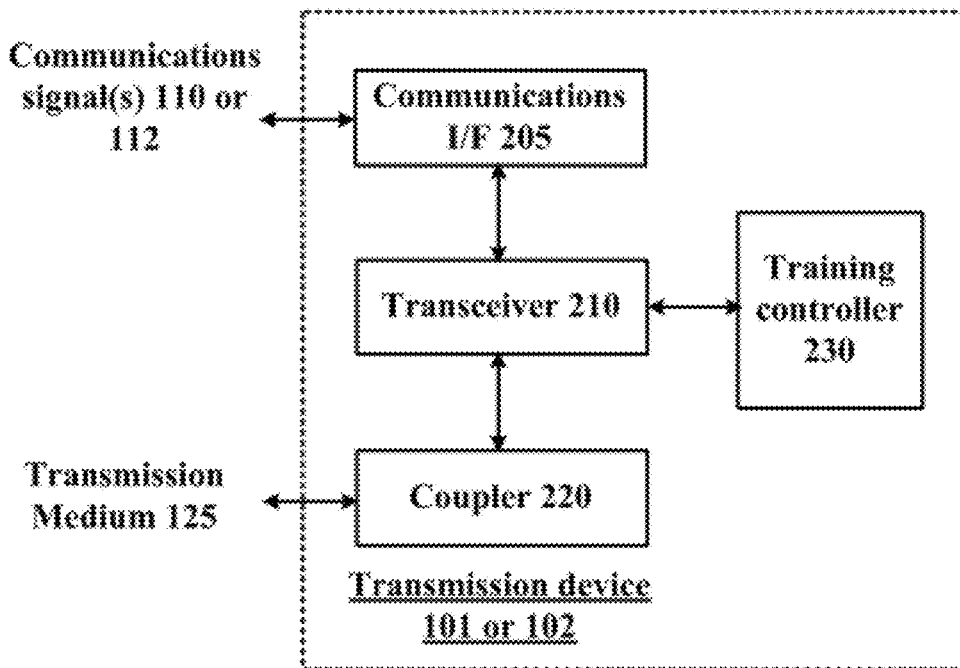 Communications
signal(s) 110 or
112
Communications
I/F 205
Transceiver 210
Training
controller
230
Transmission
Medium 125
Coupler 220
Transmission device
101 or 102